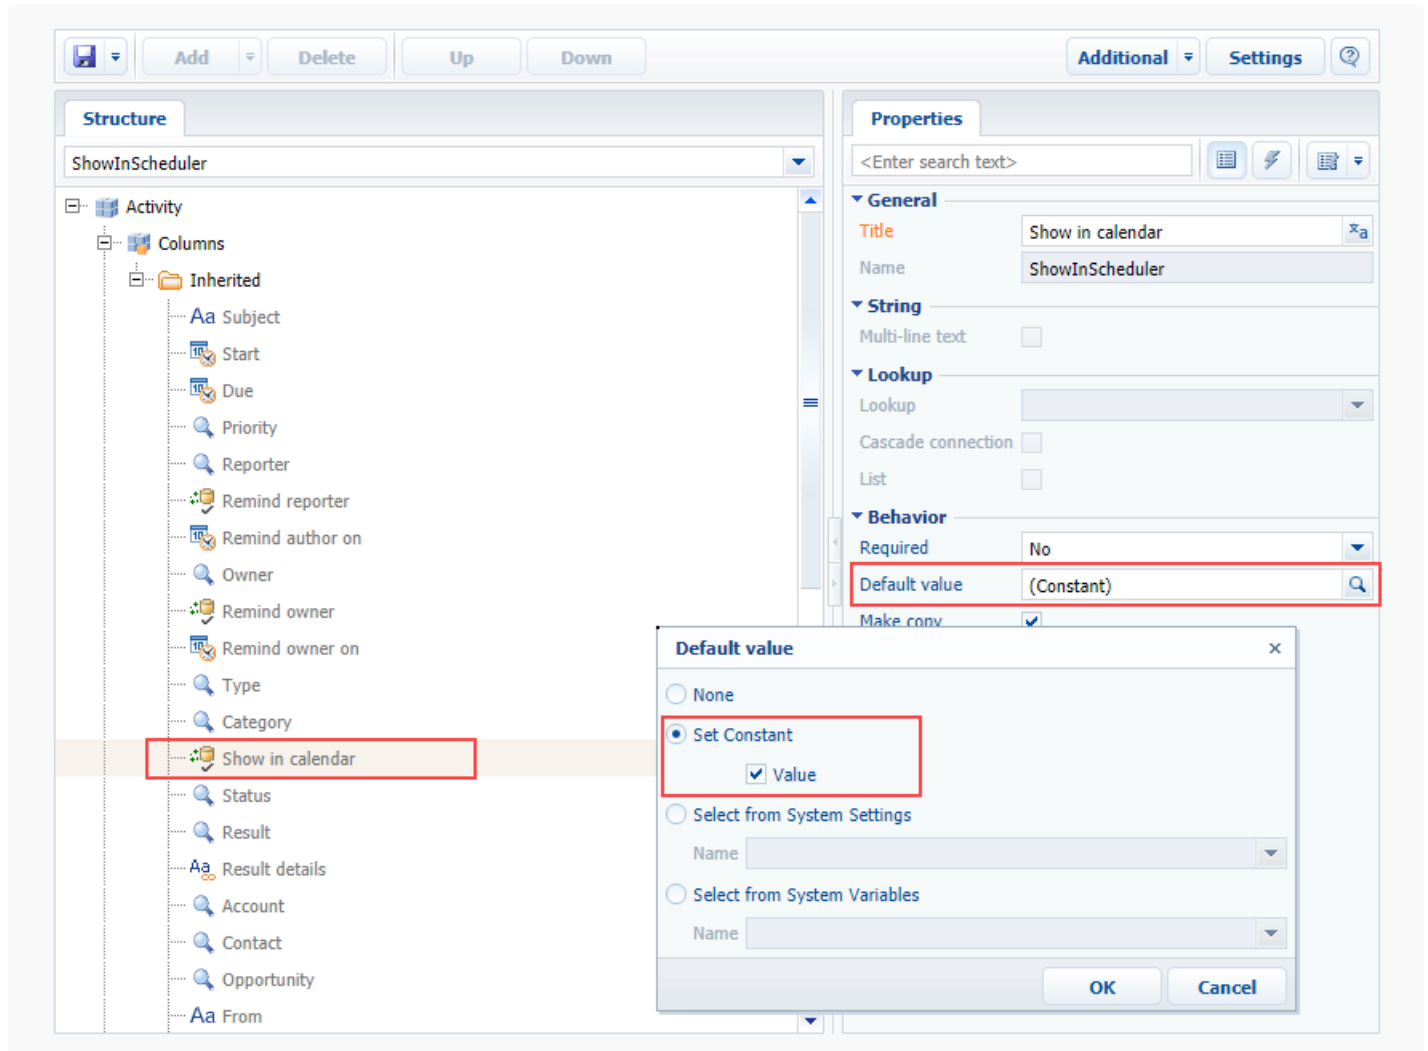 Add
Delete
Up
Down
Additional
Settings
Structure
ShowInScheduler
Activity
Columns
Inherited
Aa Subject
Start
Due
Priority
Reporter
Remind reporter
Remind author on
Owner
Remind owner
Remind owner on
Type
Category
Show in calendar
Status
Result
Aa Result details
Account
Contact
Opportunity
Aa From
Properties
<Enter search text>
General
Title Show in calendar
Name ShowInScheduler
String
Multi-line text
Lookup
Lookup
Cascade connection
List
Behavior
Required No
Default value (Constant)
Make copy
Default value
None
Set Constant
Value
Select from System Settings
Name
Select from System Variables
Name
OK
Cancel